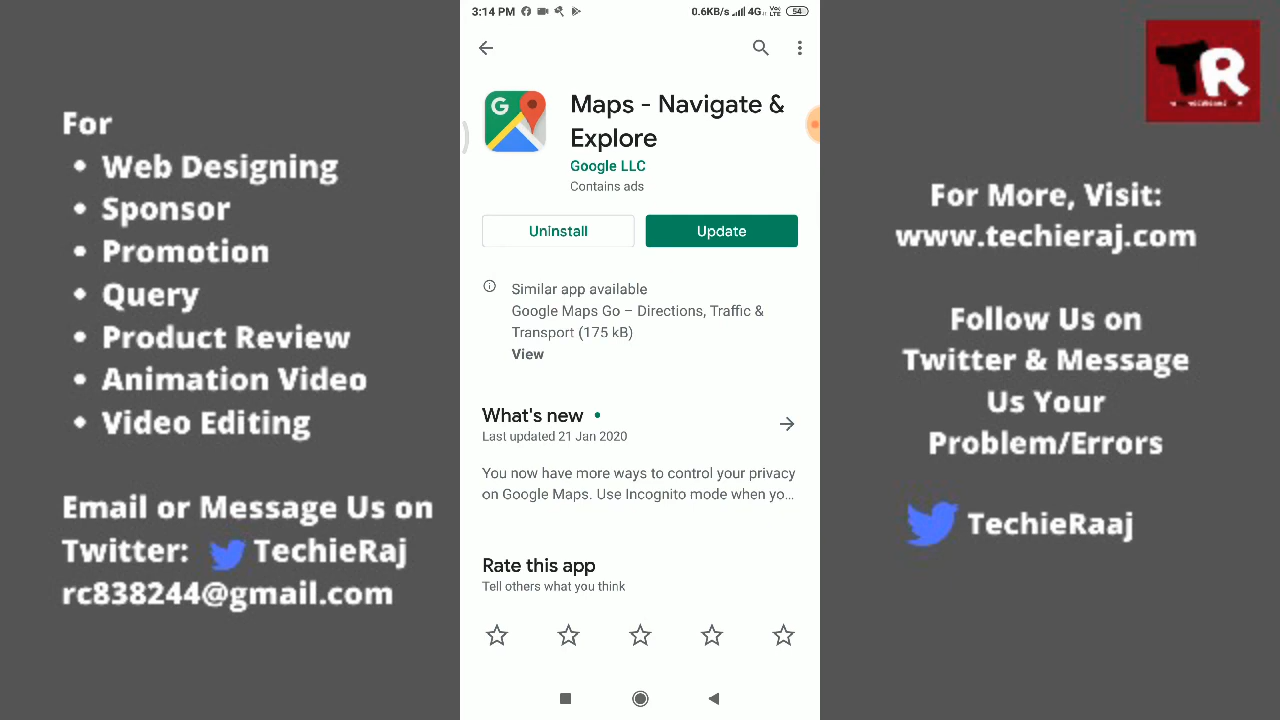 For
• Web Designing
• Sponsor
• Promotion
• Query
• Product Review
• Animation Video
• Video Editing
Email or Message Us on
Twitter: TechieRaj
rc838244@gmail.com
3:14 PM
0.6KB/s 4G Vo LTE 54
G
Maps - Navigate &
Explore
Google LLC
Contains ads
Uninstall
Update
Similar app available
Google Maps Go – Directions, Traffic &
Transport (175 kB)
View
What's new •
Last updated 21 Jan 2020
You now have more ways to control your privacy
on Google Maps. Use Incognito mode when yo...
Rate this app
Tell others what you think
TR
For More, Visit:
www.techieraj.com
Follow Us on
Twitter & Message
Us Your
Problem/Errors
TechieRaaj